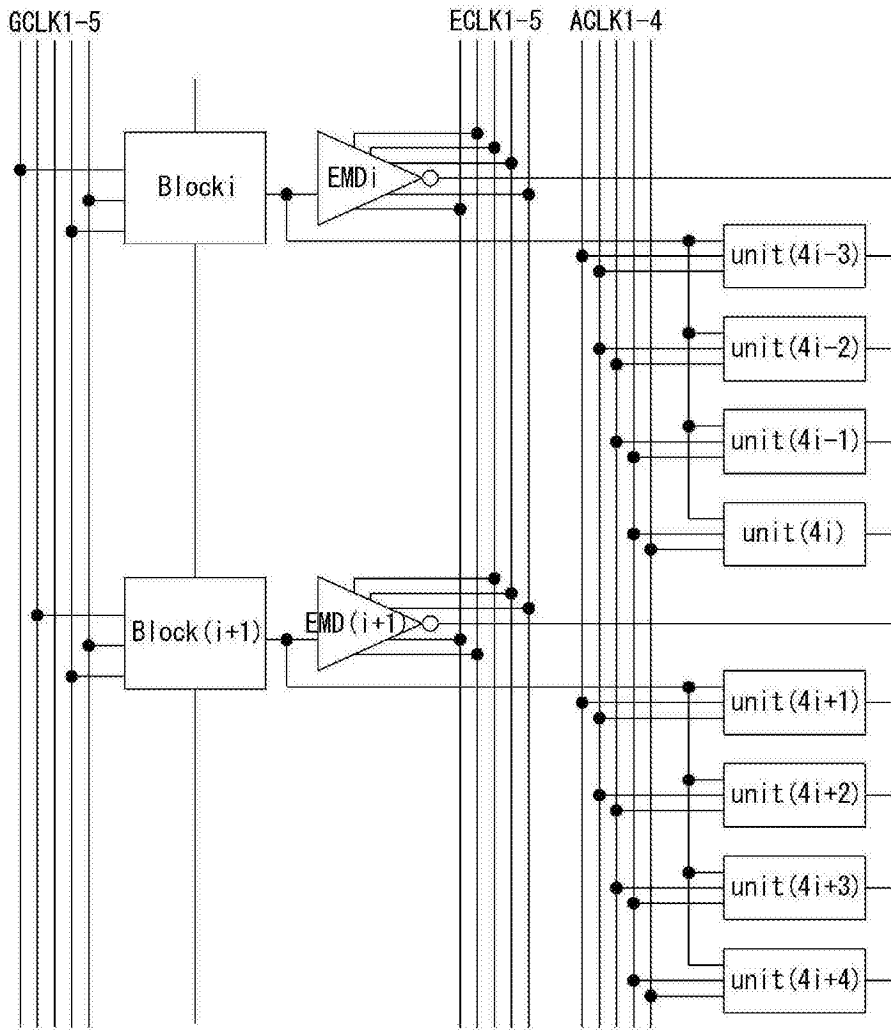 GCLK1-5 ECLK1-5 ACLK1-4
Blocki
EMDi
unit(4i-3)
unit(4i-2)
unit(4i-1)
unit(4i)
Block(i+1)
EMD(i+1)
unit(4i+1)
unit(4i+2)
unit(4i+3)
unit(4i+4)